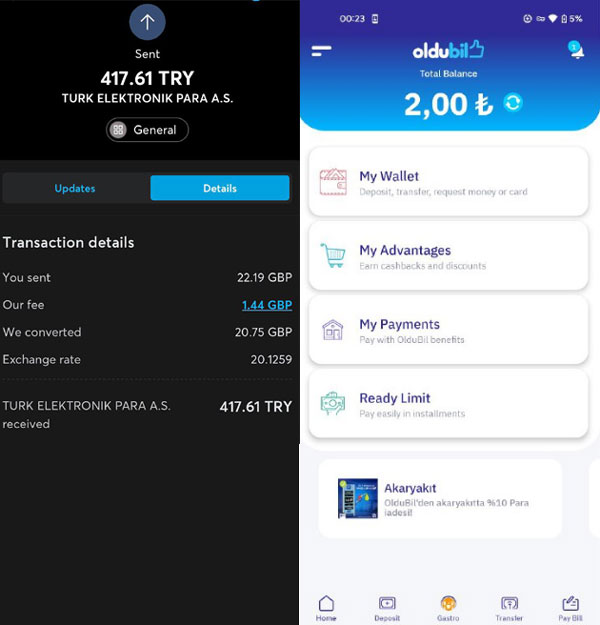 Sent
417.61 TRY
TURK ELEKTRONIK PARA A.S.
General
Updates
Details
Transaction details
You sent
22.19 GBP
Our fee
1.44 GBP
We converted
20.75 GBP
Exchange rate
20.1259
TURK ELEKTRONIK PARA A.S.
received
417.61 TRY
00:23
5%
oldubil
Total Balance
2,00 ₺
My Wallet
Deposit, transfer, request money or card
My Advantages
Earn cashbacks and discounts
My Payments
Pay with OlduBil benefits
Ready Limit
Pay easily in installments
Akaryakıt
OlduBil'den akaryakıtta %10 Para
iadesi!
Home
Deposit
Gastro
Transfer
Pay Bill